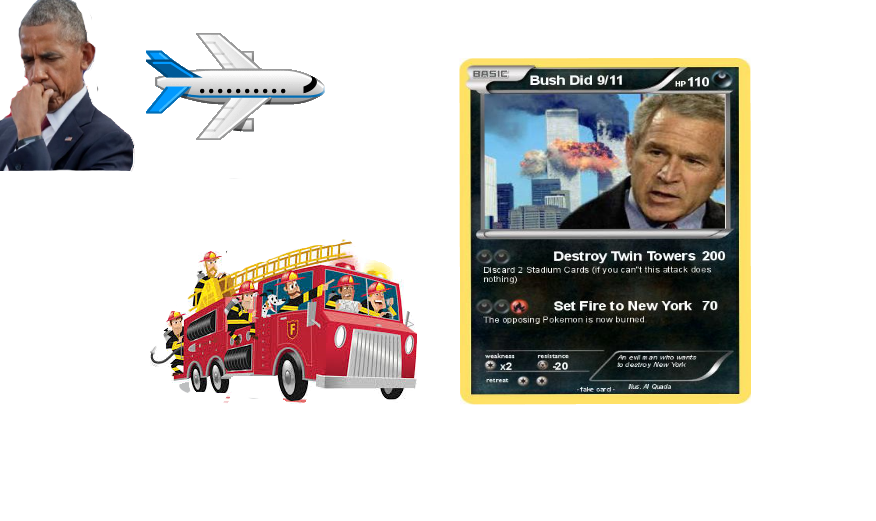 BASIC
Bush Did 9/11
HP 110
Destroy Twin Towers 200
Discard 2 Stadium Cards (if you can"t this attack does
nothing)
Set Fire to New York 70
The opposing Pokemon is now burned.
weakness
resistance
x2
-20
retreat
An evil man who wants
to destroy New York
- fake card -
Illus. Al Quada
F